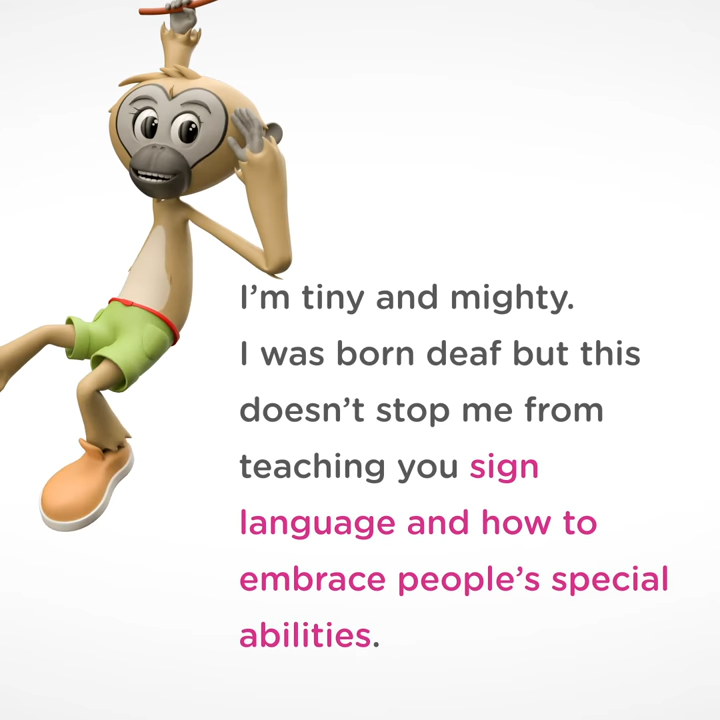 I’m tiny and mighty.
I was born deaf but this
doesn’t stop me from
teaching you sign
language and how to
embrace people’s special
abilities.